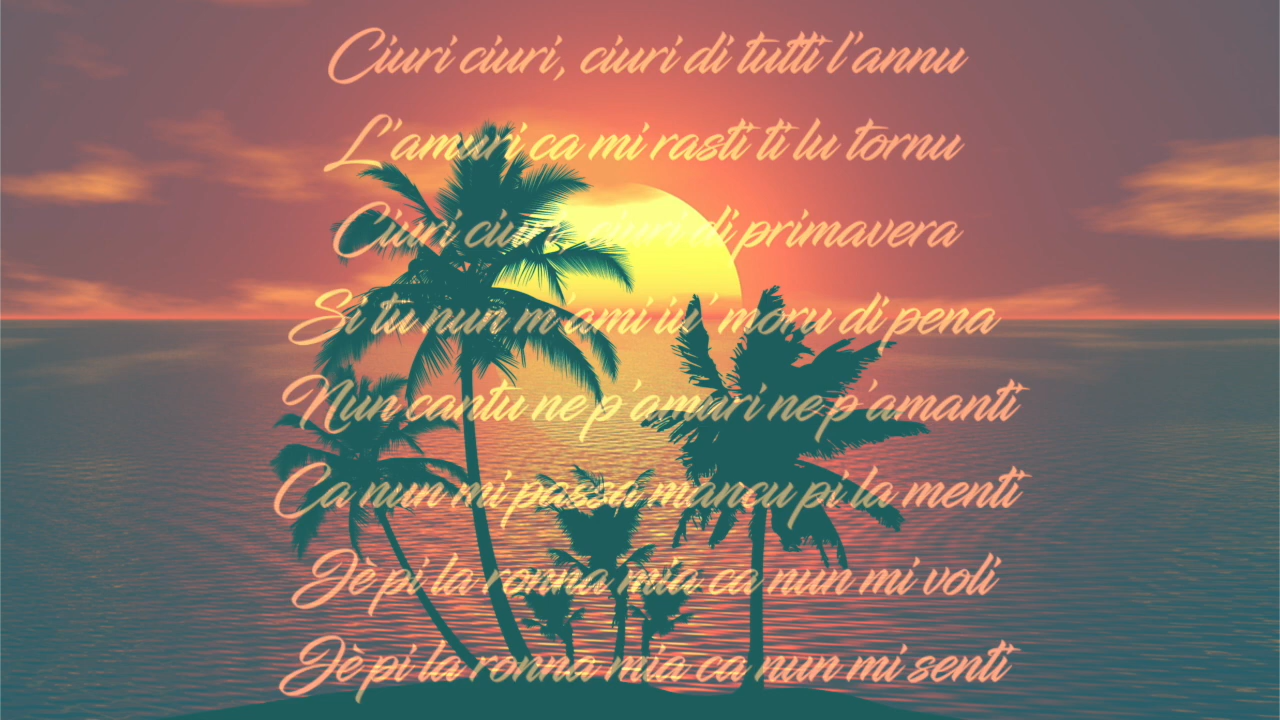 Ciuri ciuri, ciuri di tutti l'annu
L'amuri ca mi rasti ti lu tornu
Ciuri ciuri, ciuri di primavera
Si tu nun m'ami iu' moru di pena
Nun cantu ne p'amuri ne p'amanti
Ca nun mi passa mancu pi la menti
Jè pi la ronna mia ca nun mi voli
Jè pi la ronna mia ca nun mi senti